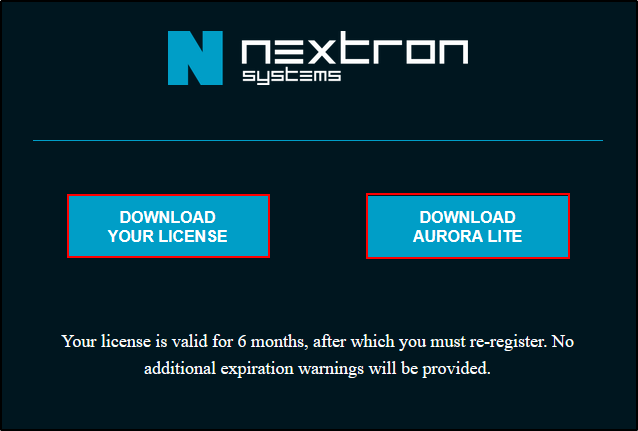 N nextron
systems
DOWNLOAD
YOUR LICENSE
DOWNLOAD
AURORA LITE
Your license is valid for 6 months, after which you must re-register. No
additional expiration warnings will be provided.